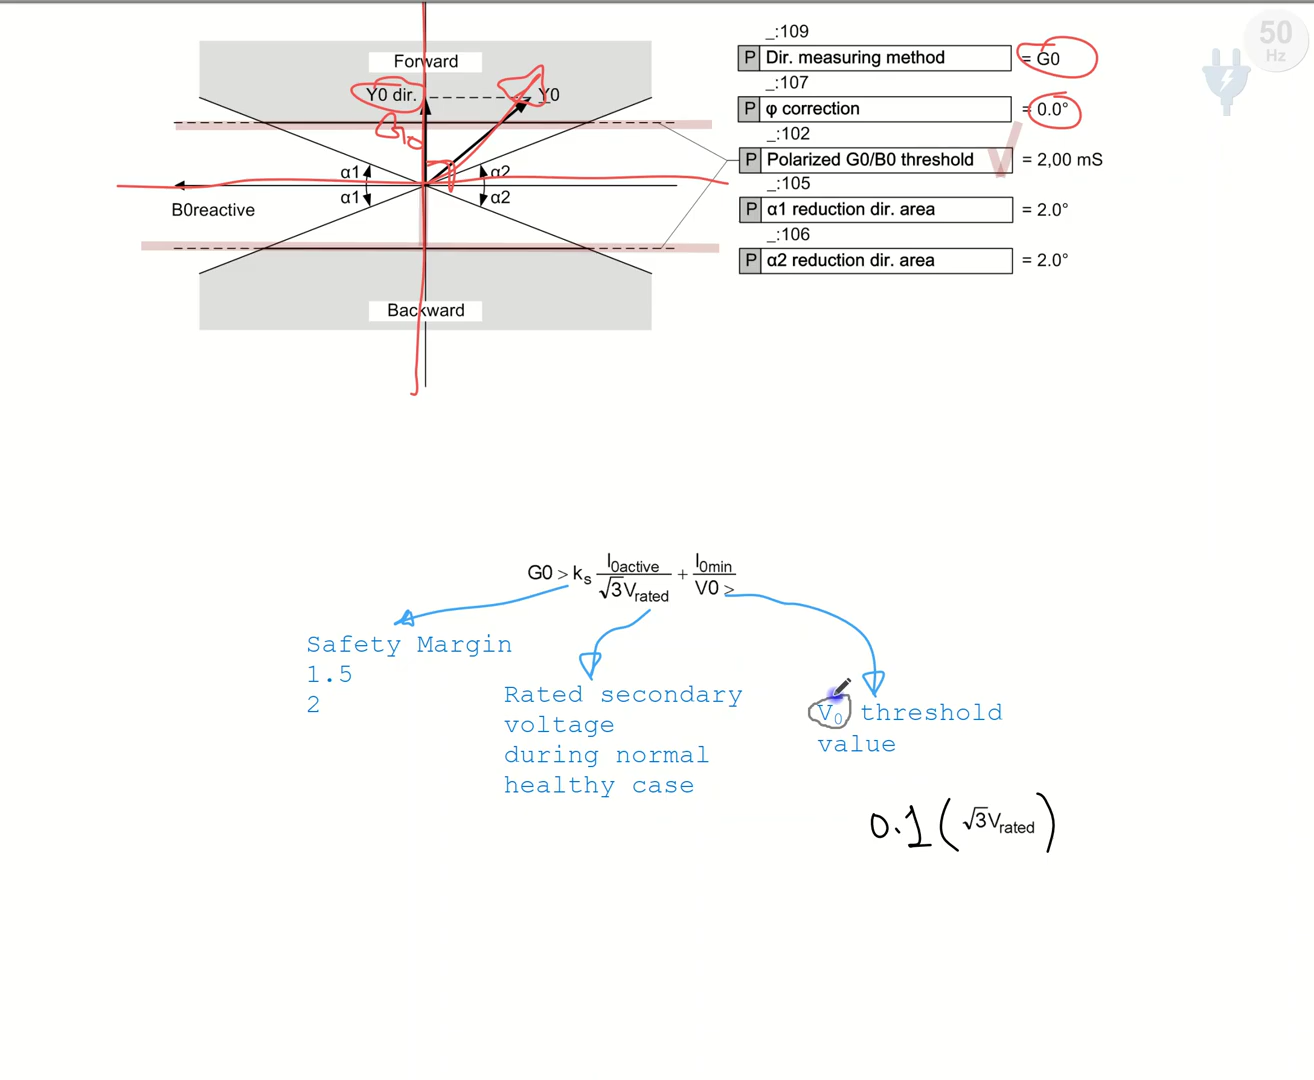 50
Hz
_:109
P Dir. measuring method = G0
_:107
P φ correction = 0.0°
_:102
P Polarized G0/B0 threshold = 2,00 mS
_:105
P α1 reduction dir. area = 2.0°
_:106
P α2 reduction dir. area = 2.0°
Forward
Y0 dir. Y0
α1 α2
α1 α2
B0reactive
Backward
G0 > kₛ I0active / √3Vrated + I0min / V0 >
Safety Margin
1.5
2
Rated secondary
voltage
during normal
healthy case
V₀ threshold
value
0.1 ( √3Vrated )